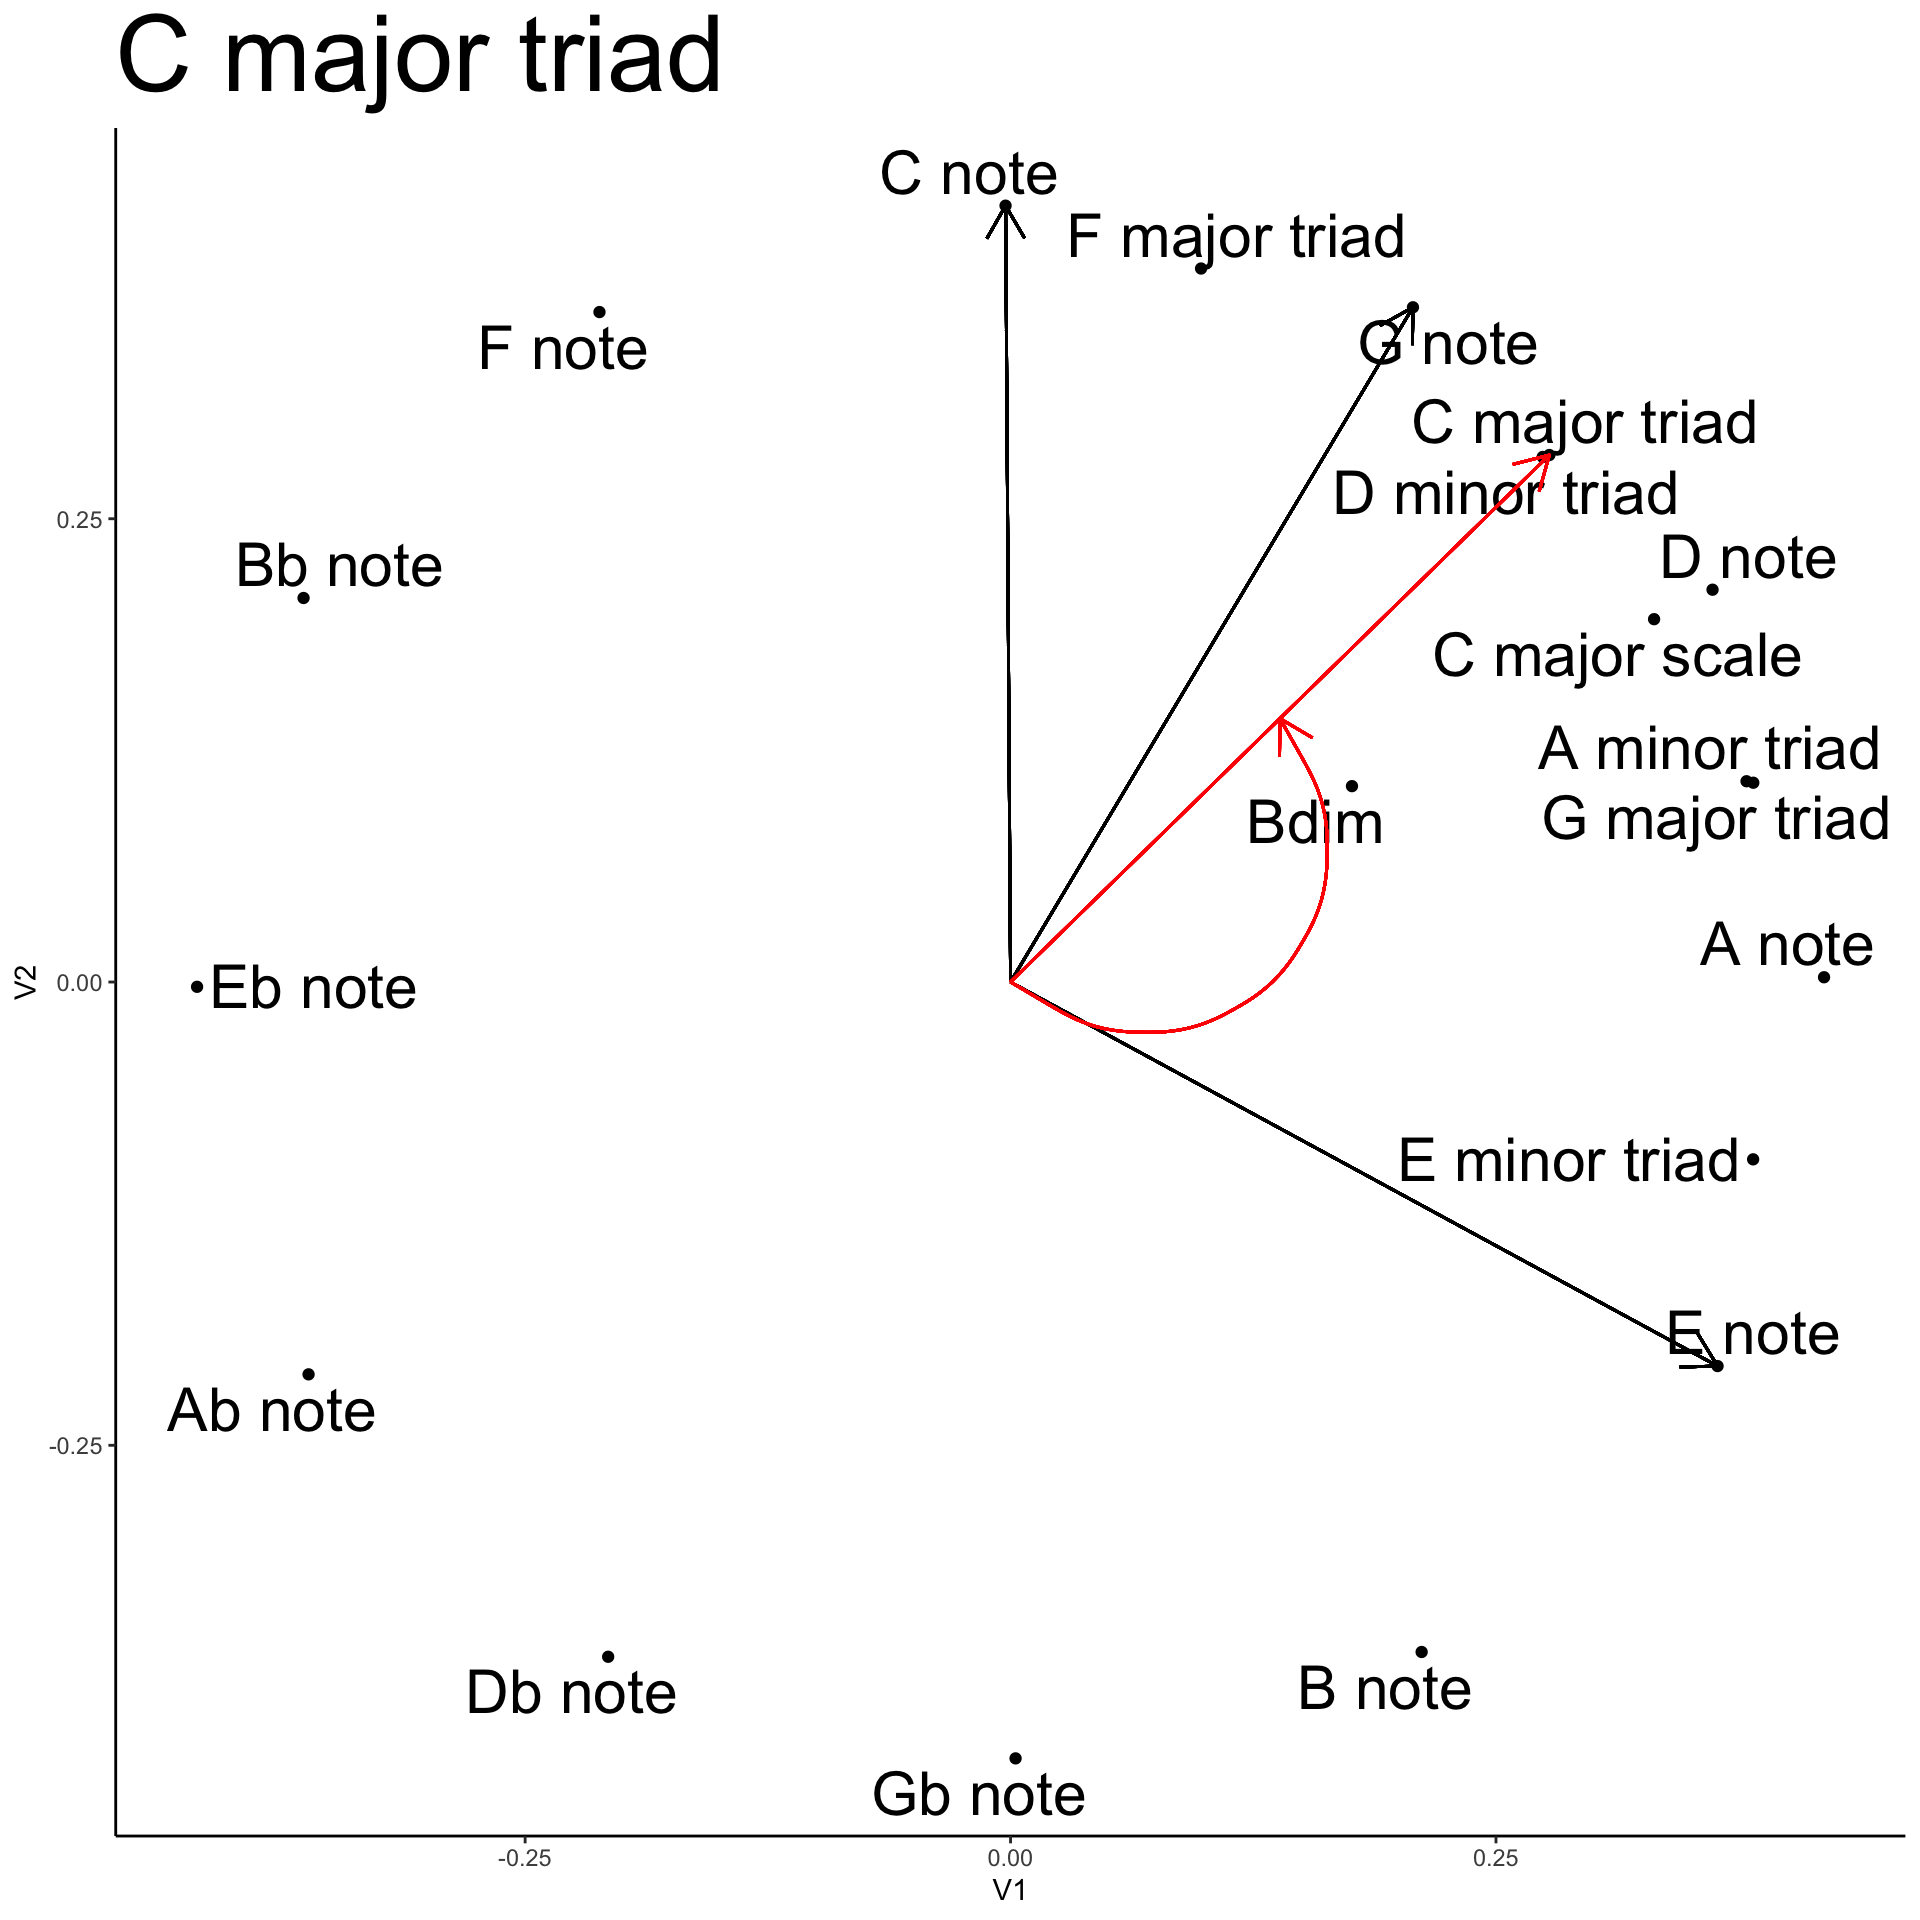 C major triad
C note
F major triad
G note
F note
C major triad
D minor triad
0.25
D note
Bb note
C major scale
A minor triad
Bdim
G major triad
A note
V2
0.00
Eb note
E minor triad
E note
Ab note
-0.25
Db note
B note
Gb note
-0.25
0.00
0.25
V1